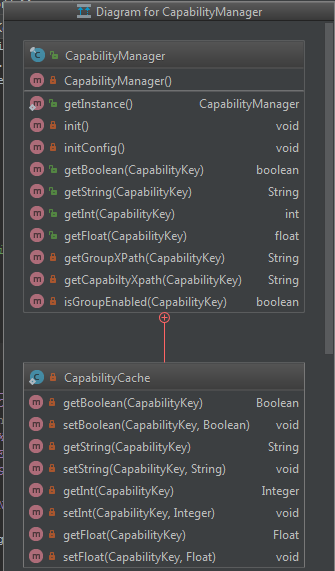 Diagram for CapabilityManager
CapabilityManager
CapabilityManager()
getInstance() CapabilityManager
init() void
initConfig() void
getBoolean(CapabilityKey) boolean
getString(CapabilityKey) String
getInt(CapabilityKey) int
getFloat(CapabilityKey) float
getGroupXPath(CapabilityKey) String
getCapabiltyXpath(CapabilityKey) String
isGroupEnabled(CapabilityKey) boolean
CapabilityCache
getBoolean(CapabilityKey) Boolean
setBoolean(CapabilityKey, Boolean) void
getString(CapabilityKey) String
setString(CapabilityKey, String) void
getInt(CapabilityKey) Integer
setInt(CapabilityKey, Integer) void
getFloat(CapabilityKey) Float
setFloat(CapabilityKey, Float) void